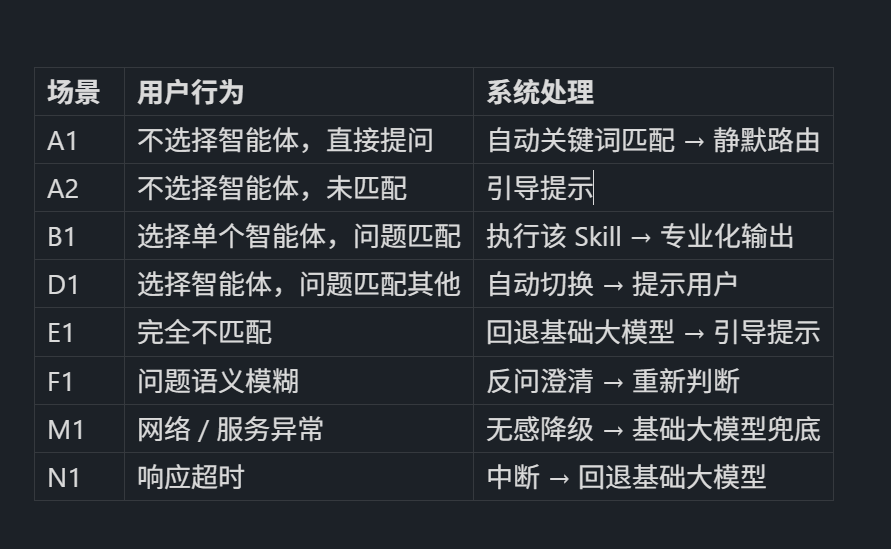 场景 用户行为 系统处理
A1 不选择智能体，直接提问 自动关键词匹配 → 静默路由
A2 不选择智能体，未匹配 引导提示
B1 选择单个智能体，问题匹配 执行该 Skill → 专业化输出
D1 选择智能体，问题匹配其他 自动切换 → 提示用户
E1 完全不匹配 回退基础大模型 → 引导提示
F1 问题语义模糊 反问澄清 → 重新判断
M1 网络 / 服务异常 无感降级 → 基础大模型兜底
N1 响应超时 中断 → 回退基础大模型